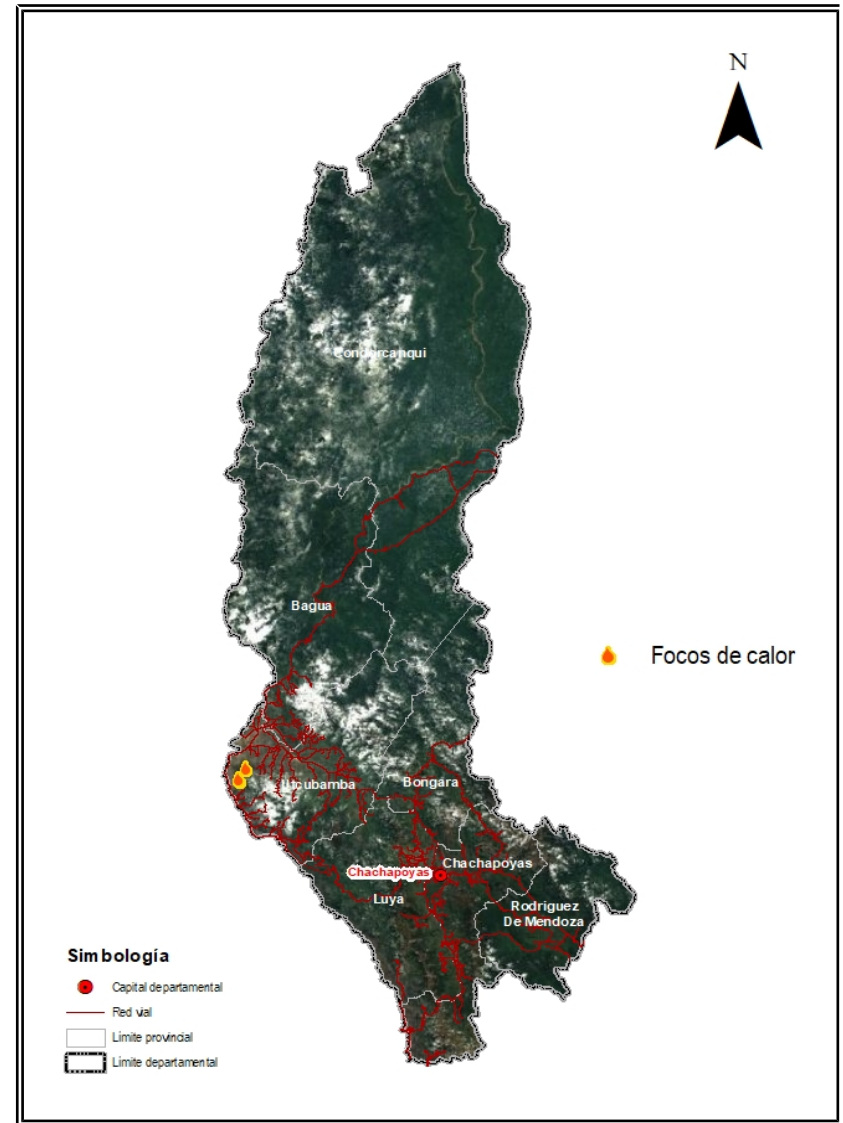 N
Condorcanqui
Bagua
Focos de calor
Utcubamba
Bongara
Chachapoyas
Chachapoyas
Luya
Rodriguez
De Mendoza
Simbología
Capital departamental
Red vial
Limite provincial
Limite departamental